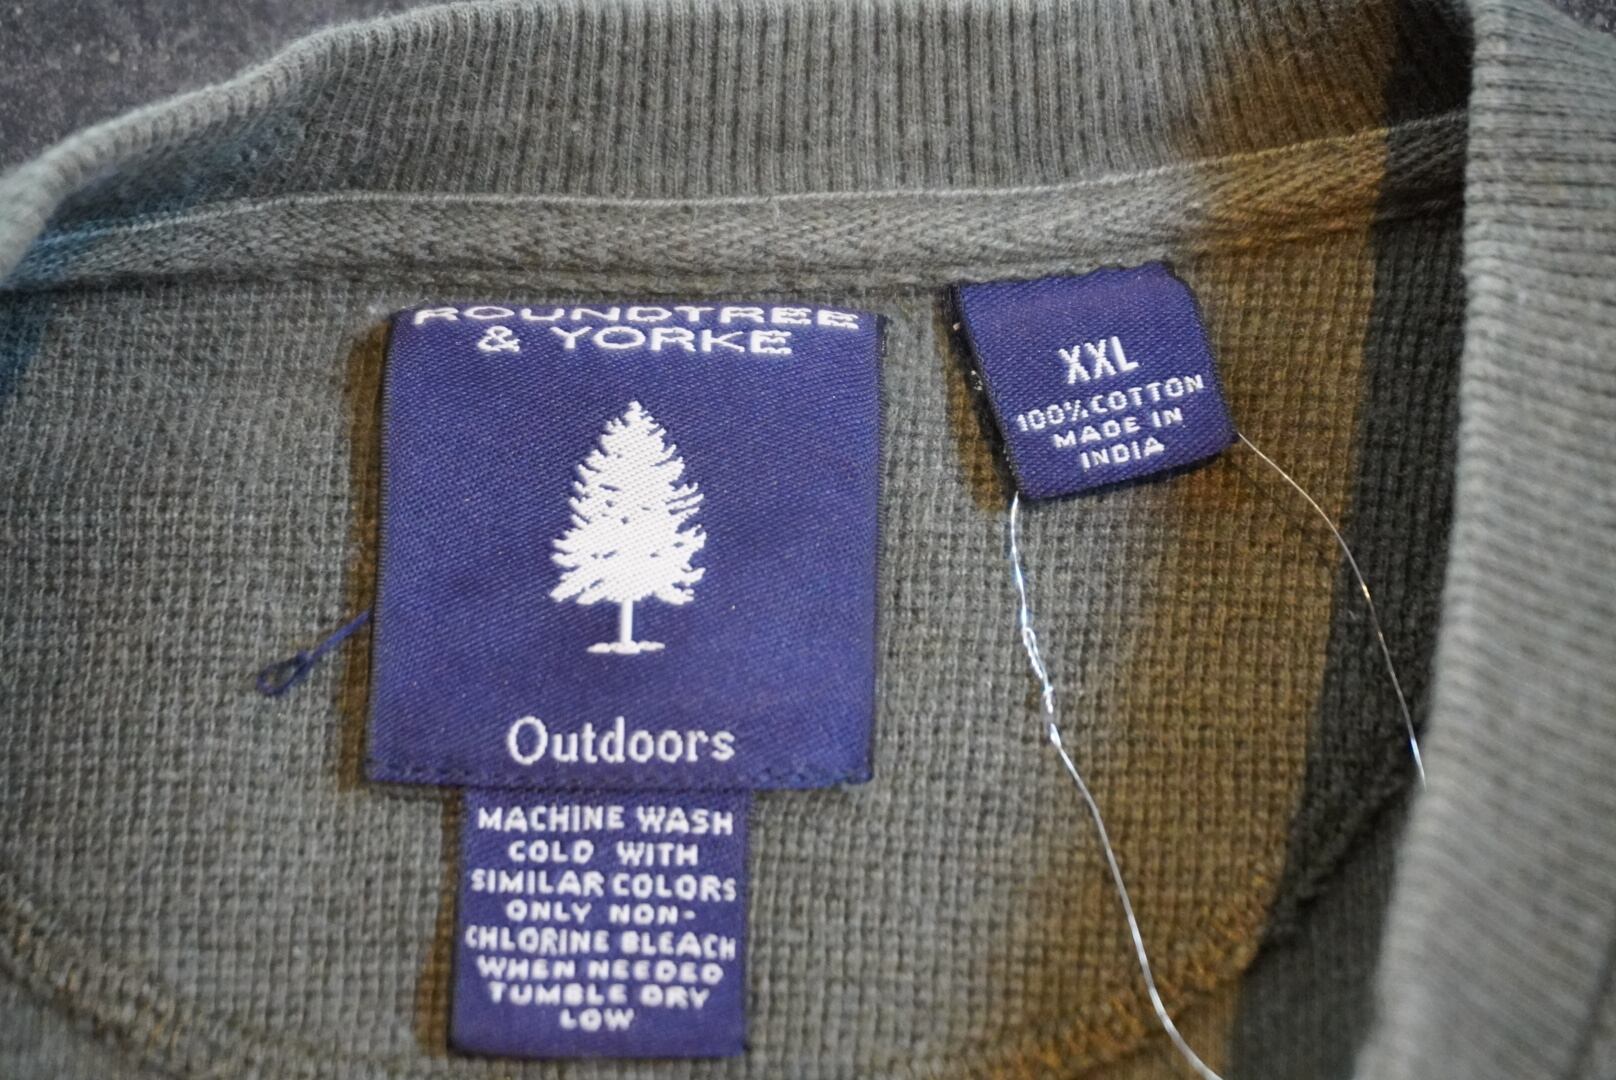 ROUNDTREE
& YORKE
Outdoors
MACHINE WASH
COLD WITH
SIMILAR COLORS
ONLY NON-
CHLORINE BLEACH
WHEN NEEDED
TUMBLE DRY
LOW
XXL
100% COTTON
MADE IN
INDIA